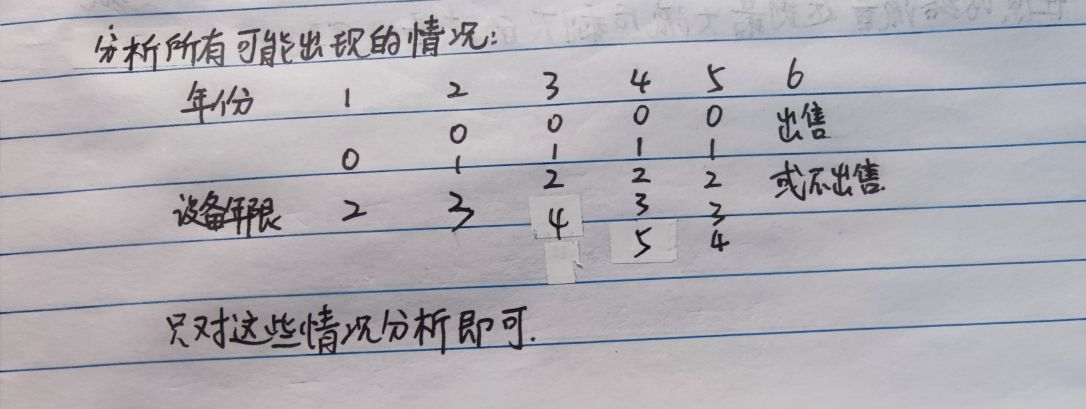 分析所有可能出现的情况:
年份 1 2 3 4 5 6
0 0 0 0 出售
0 1 1 1 1
2 2 2 或不出售
设备年限 2 3 4 3 3
5 4
只对这些情况分析即可.